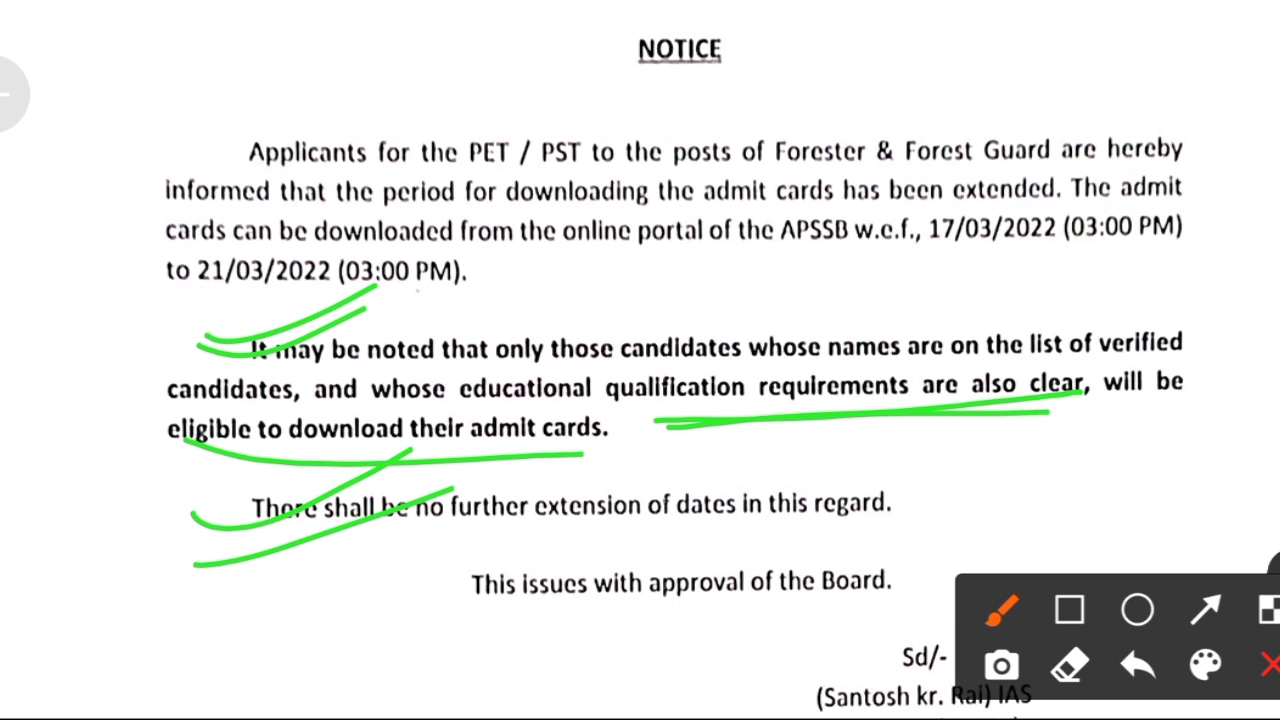 NOTICE
Applicants for the PET / PST to the posts of Forester & Forest Guard are hereby
informed that the period for downloading the admit cards has been extended. The admit
cards can be downloaded from the online portal of the APSSB w.e.f., 17/03/2022 (03:00 PM)
to 21/03/2022 (03:00 PM).
It may be noted that only those candidates whose names are on the list of verified
candidates, and whose educational qualification requirements are also clear, will be
eligible to download their admit cards.
There shall be no further extension of dates in this regard.
This issues with approval of the Board.
Sd/-
(Santosh kr. Rai) IAS